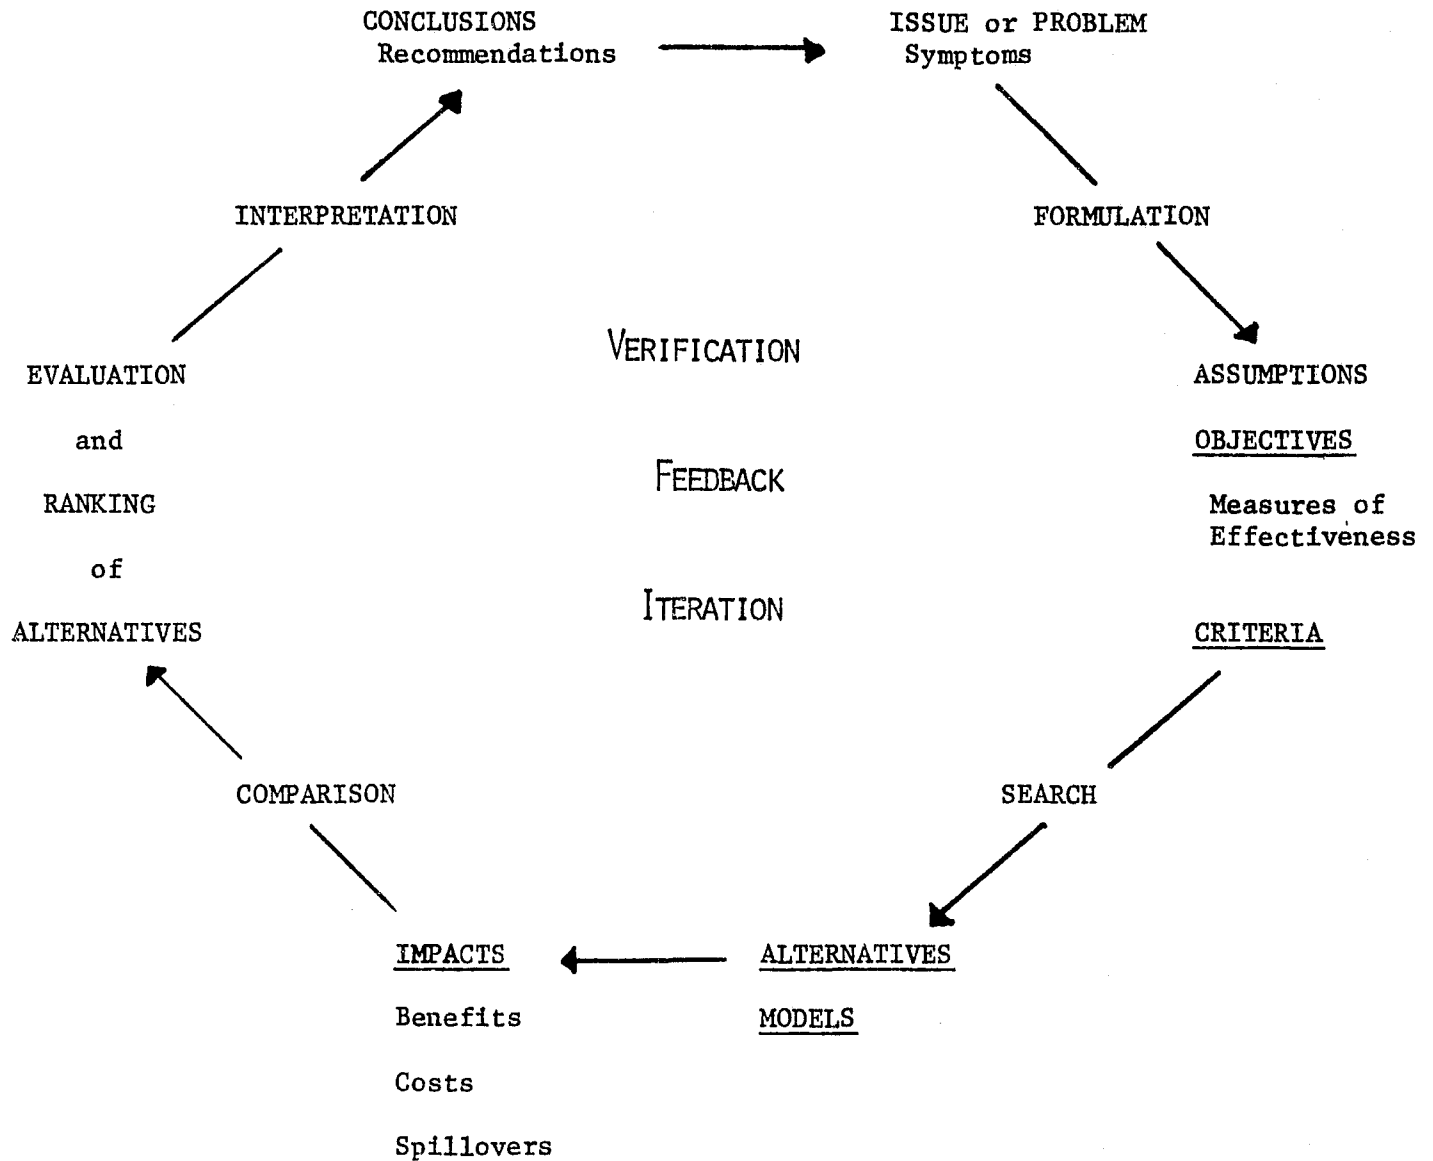 CONCLUSIONS
Recommendations
ISSUE or PROBLEM
Symptoms
INTERPRETATION
FORMULATION
VERIFICATION
EVALUATION
and
RANKING
of
ALTERNATIVES
FEEDBACK
ITERATION
ASSUMPTIONS
OBJECTIVES
Measures of
Effectiveness
CRITERIA
COMPARISON
SEARCH
IMPACTS
Benefits
Costs
Spillovers
ALTERNATIVES
MODELS